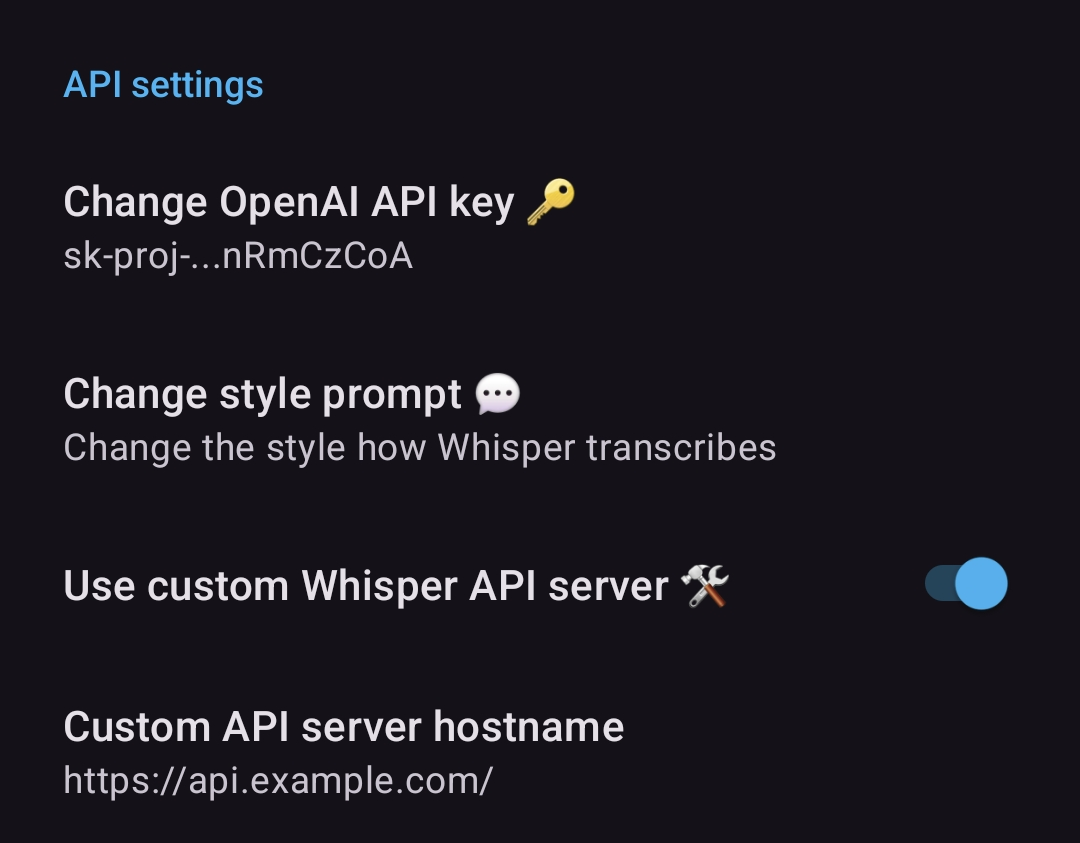 API settings
Change OpenAI API key 🔑
sk-proj-...nRmCzCoA
Change style prompt 💬
Change the style how Whisper transcribes
Use custom Whisper API server 🛠️
Custom API server hostname
https://api.example.com/